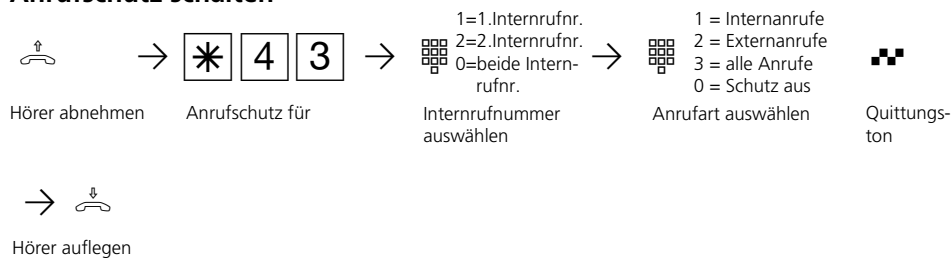 Anrufschutz schalten
1=1.Internrufnr.
2=2.Internrufnr.
0=beide Intern-
rufnr.
1 = Internanrufe
2 = Externanrufe
3 = alle Anrufe
0 = Schutz aus
* 4 3
Hörer abnehmen
Anrufschutz für
Internrufnummer
auswählen
Anrufart auswählen
Quittungs-
ton
Hörer auflegen